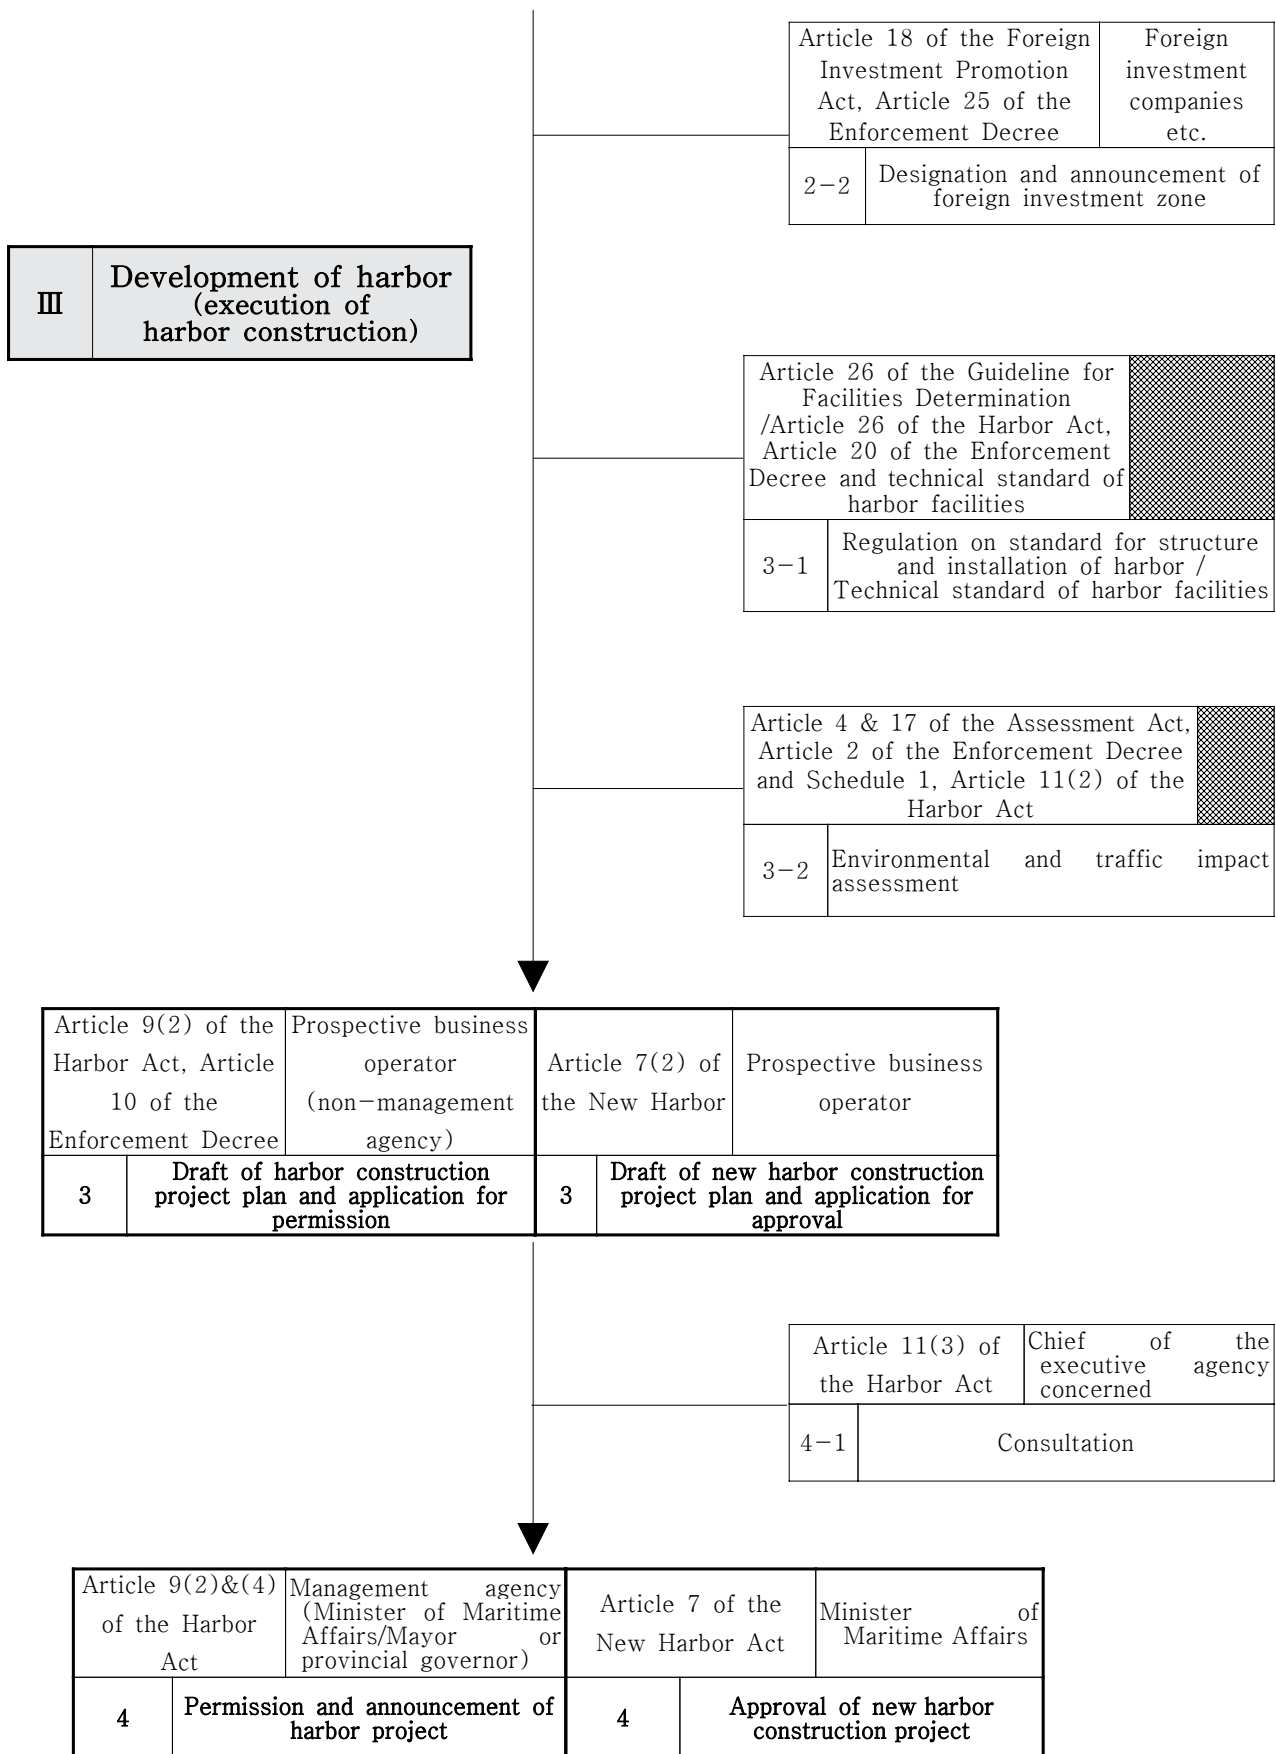 Article 18 of the Foreign
Investment Promotion
Act, Article 25 of the
Enforcement Decree
Foreign
investment
companies
etc.
2-2
Designation and announcement of
foreign investment zone
Ⅲ
Development of harbor
(execution of
harbor construction)
Article 26 of the Guideline for
Facilities Determination
/Article 26 of the Harbor Act,
Article 20 of the Enforcement
Decree and technical standard of
harbor facilities
3-1
Regulation on standard for structure
and installation of harbor /
Technical standard of harbor facilities
Article 4 & 17 of the Assessment Act,
Article 2 of the Enforcement Decree
and Schedule 1, Article 11(2) of the
Harbor Act
3-2
Environmental and traffic impact
assessment
Article 9(2) of the
Harbor Act, Article
10 of the
Enforcement Decree
Prospective business
operator
(non-management
agency)
Article 7(2) of
the New Harbor
Prospective business
operator
3
Draft of harbor construction
project plan and application for
permission
3
Draft of new harbor construction
project plan and application for
approval
Article 11(3) of
the Harbor Act
Chief of the
executive agency
concerned
4-1
Consultation
Article 9(2)&(4)
of the Harbor
Act
Management agency
(Minister of Maritime
Affairs/Mayor or
provincial governor)
Article 7 of the
New Harbor Act
Minister of
Maritime Affairs
4
Permission and announcement of
harbor project
4
Approval of new harbor
construction project